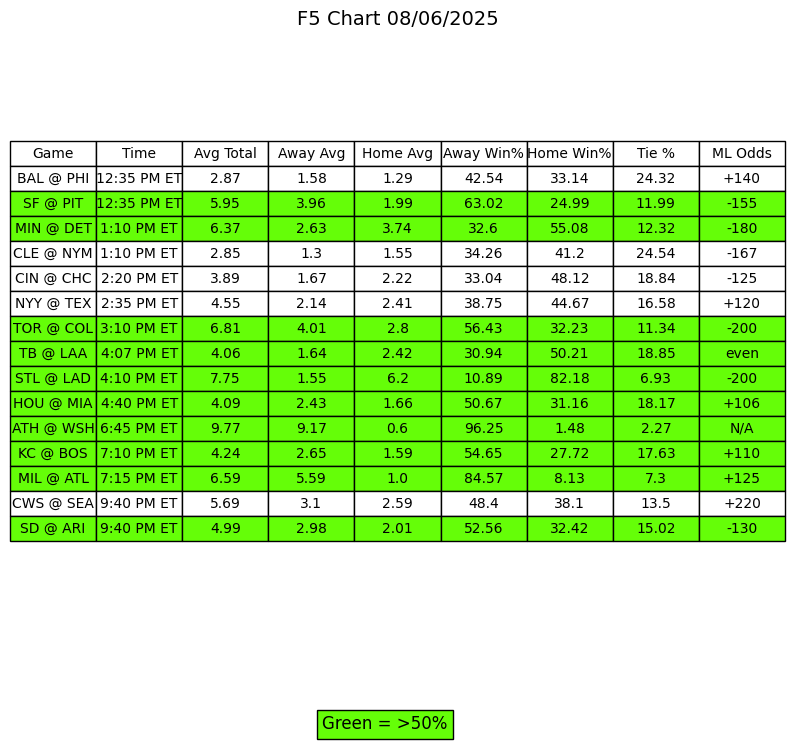 F5 Chart 08/06/2025
Game Time Avg Total Away Avg Home Avg Away Win% Home Win% Tie % ML Odds
BAL @ PHI 12:35 PM ET 2.87 1.58 1.29 42.54 33.14 24.32 +140
SF @ PIT 12:35 PM ET 5.95 3.96 1.99 63.02 24.99 11.99 -155
MIN @ DET 1:10 PM ET 6.37 2.63 3.74 32.6 55.08 12.32 -180
CLE @ NYM 1:10 PM ET 2.85 1.3 1.55 34.26 41.2 24.54 -167
CIN @ CHC 2:20 PM ET 3.89 1.67 2.22 33.04 48.12 18.84 -125
NYY @ TEX 2:35 PM ET 4.55 2.14 2.41 38.75 44.67 16.58 +120
TOR @ COL 3:10 PM ET 6.81 4.01 2.8 56.43 32.23 11.34 -200
TB @ LAA 4:07 PM ET 4.06 1.64 2.42 30.94 50.21 18.85 even
STL @ LAD 4:10 PM ET 7.75 1.55 6.2 10.89 82.18 6.93 -200
HOU @ MIA 4:40 PM ET 4.09 2.43 1.66 50.67 31.16 18.17 +106
ATH @ WSH 6:45 PM ET 9.77 9.17 0.6 96.25 1.48 2.27 N/A
KC @ BOS 7:10 PM ET 4.24 2.65 1.59 54.65 27.72 17.63 +110
MIL @ ATL 7:15 PM ET 6.59 5.59 1.0 84.57 8.13 7.3 +125
CWS @ SEA 9:40 PM ET 5.69 3.1 2.59 48.4 38.1 13.5 +220
SD @ ARI 9:40 PM ET 4.99 2.98 2.01 52.56 32.42 15.02 -130
Green = >50%